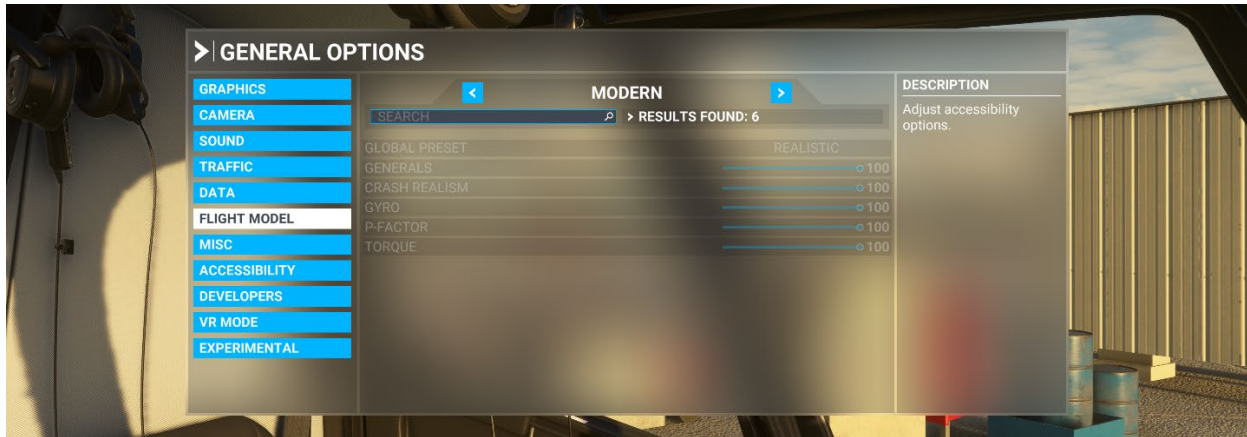 GENERAL OPTIONS
GRAPHICS
CAMERA
SOUND
TRAFFIC
DATA
FLIGHT MODEL
MISC
ACCESSIBILITY
DEVELOPERS
VR MODE
EXPERIMENTAL
< MODERN >
SEARCH > RESULTS FOUND: 6
GLOBAL PRESET REALISTIC
GENERALS 100
CRASH REALISM 100
GYRO 100
P-FACTOR 100
TORQUE 100
DESCRIPTION
Adjust accessibility
options.